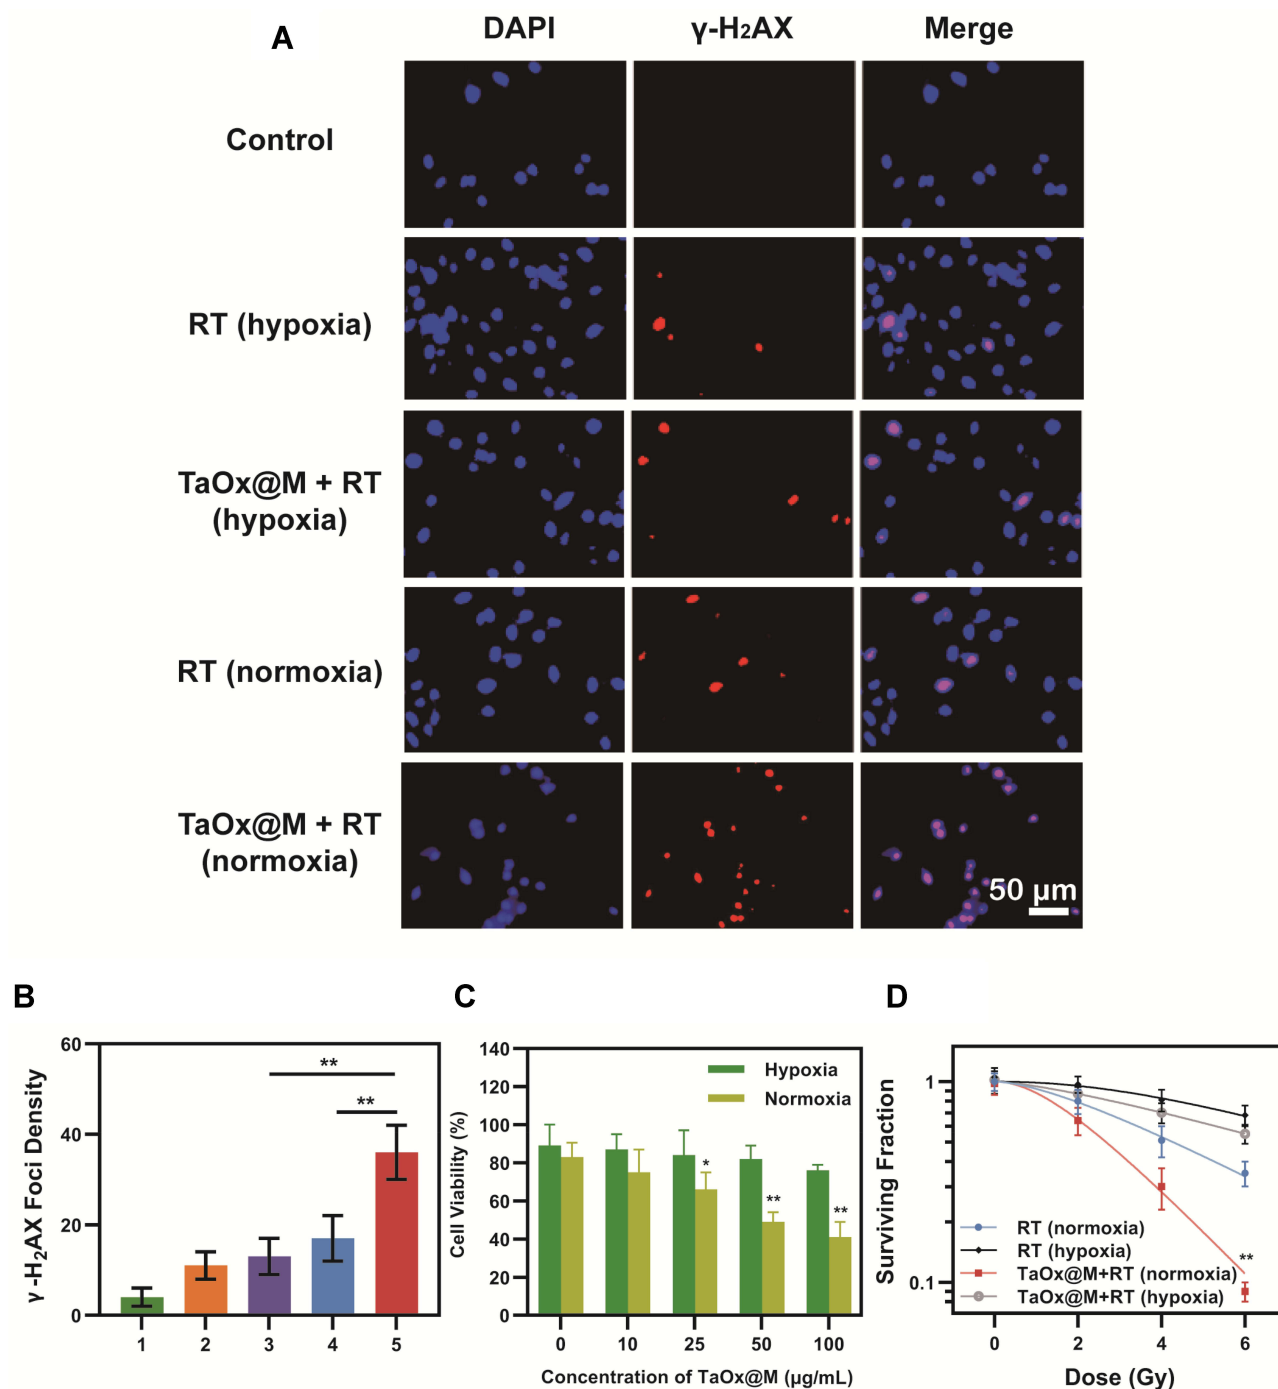 A
DAPI
γ-H₂AX
Merge
Control
RT (hypoxia)
TaOx@M + RT
(hypoxia)
RT (normoxia)
TaOx@M + RT
(normoxia)
50 μm
B
γ-H₂AX Foci Density
60
40
20
0
**
**
1 2 3 4 5
C
Cell Viability (%)
140
120
100
80
60
40
20
0
Hypoxia
Normoxia
*
**
**
0 10 25 50 100
Concentration of TaOx@M (μg/mL)
D
Surviving Fraction
1
0.1
RT (normoxia)
RT (hypoxia)
TaOx@M+RT (normoxia)
TaOx@M+RT (hypoxia)
**
0 2 4 6
Dose (Gy)